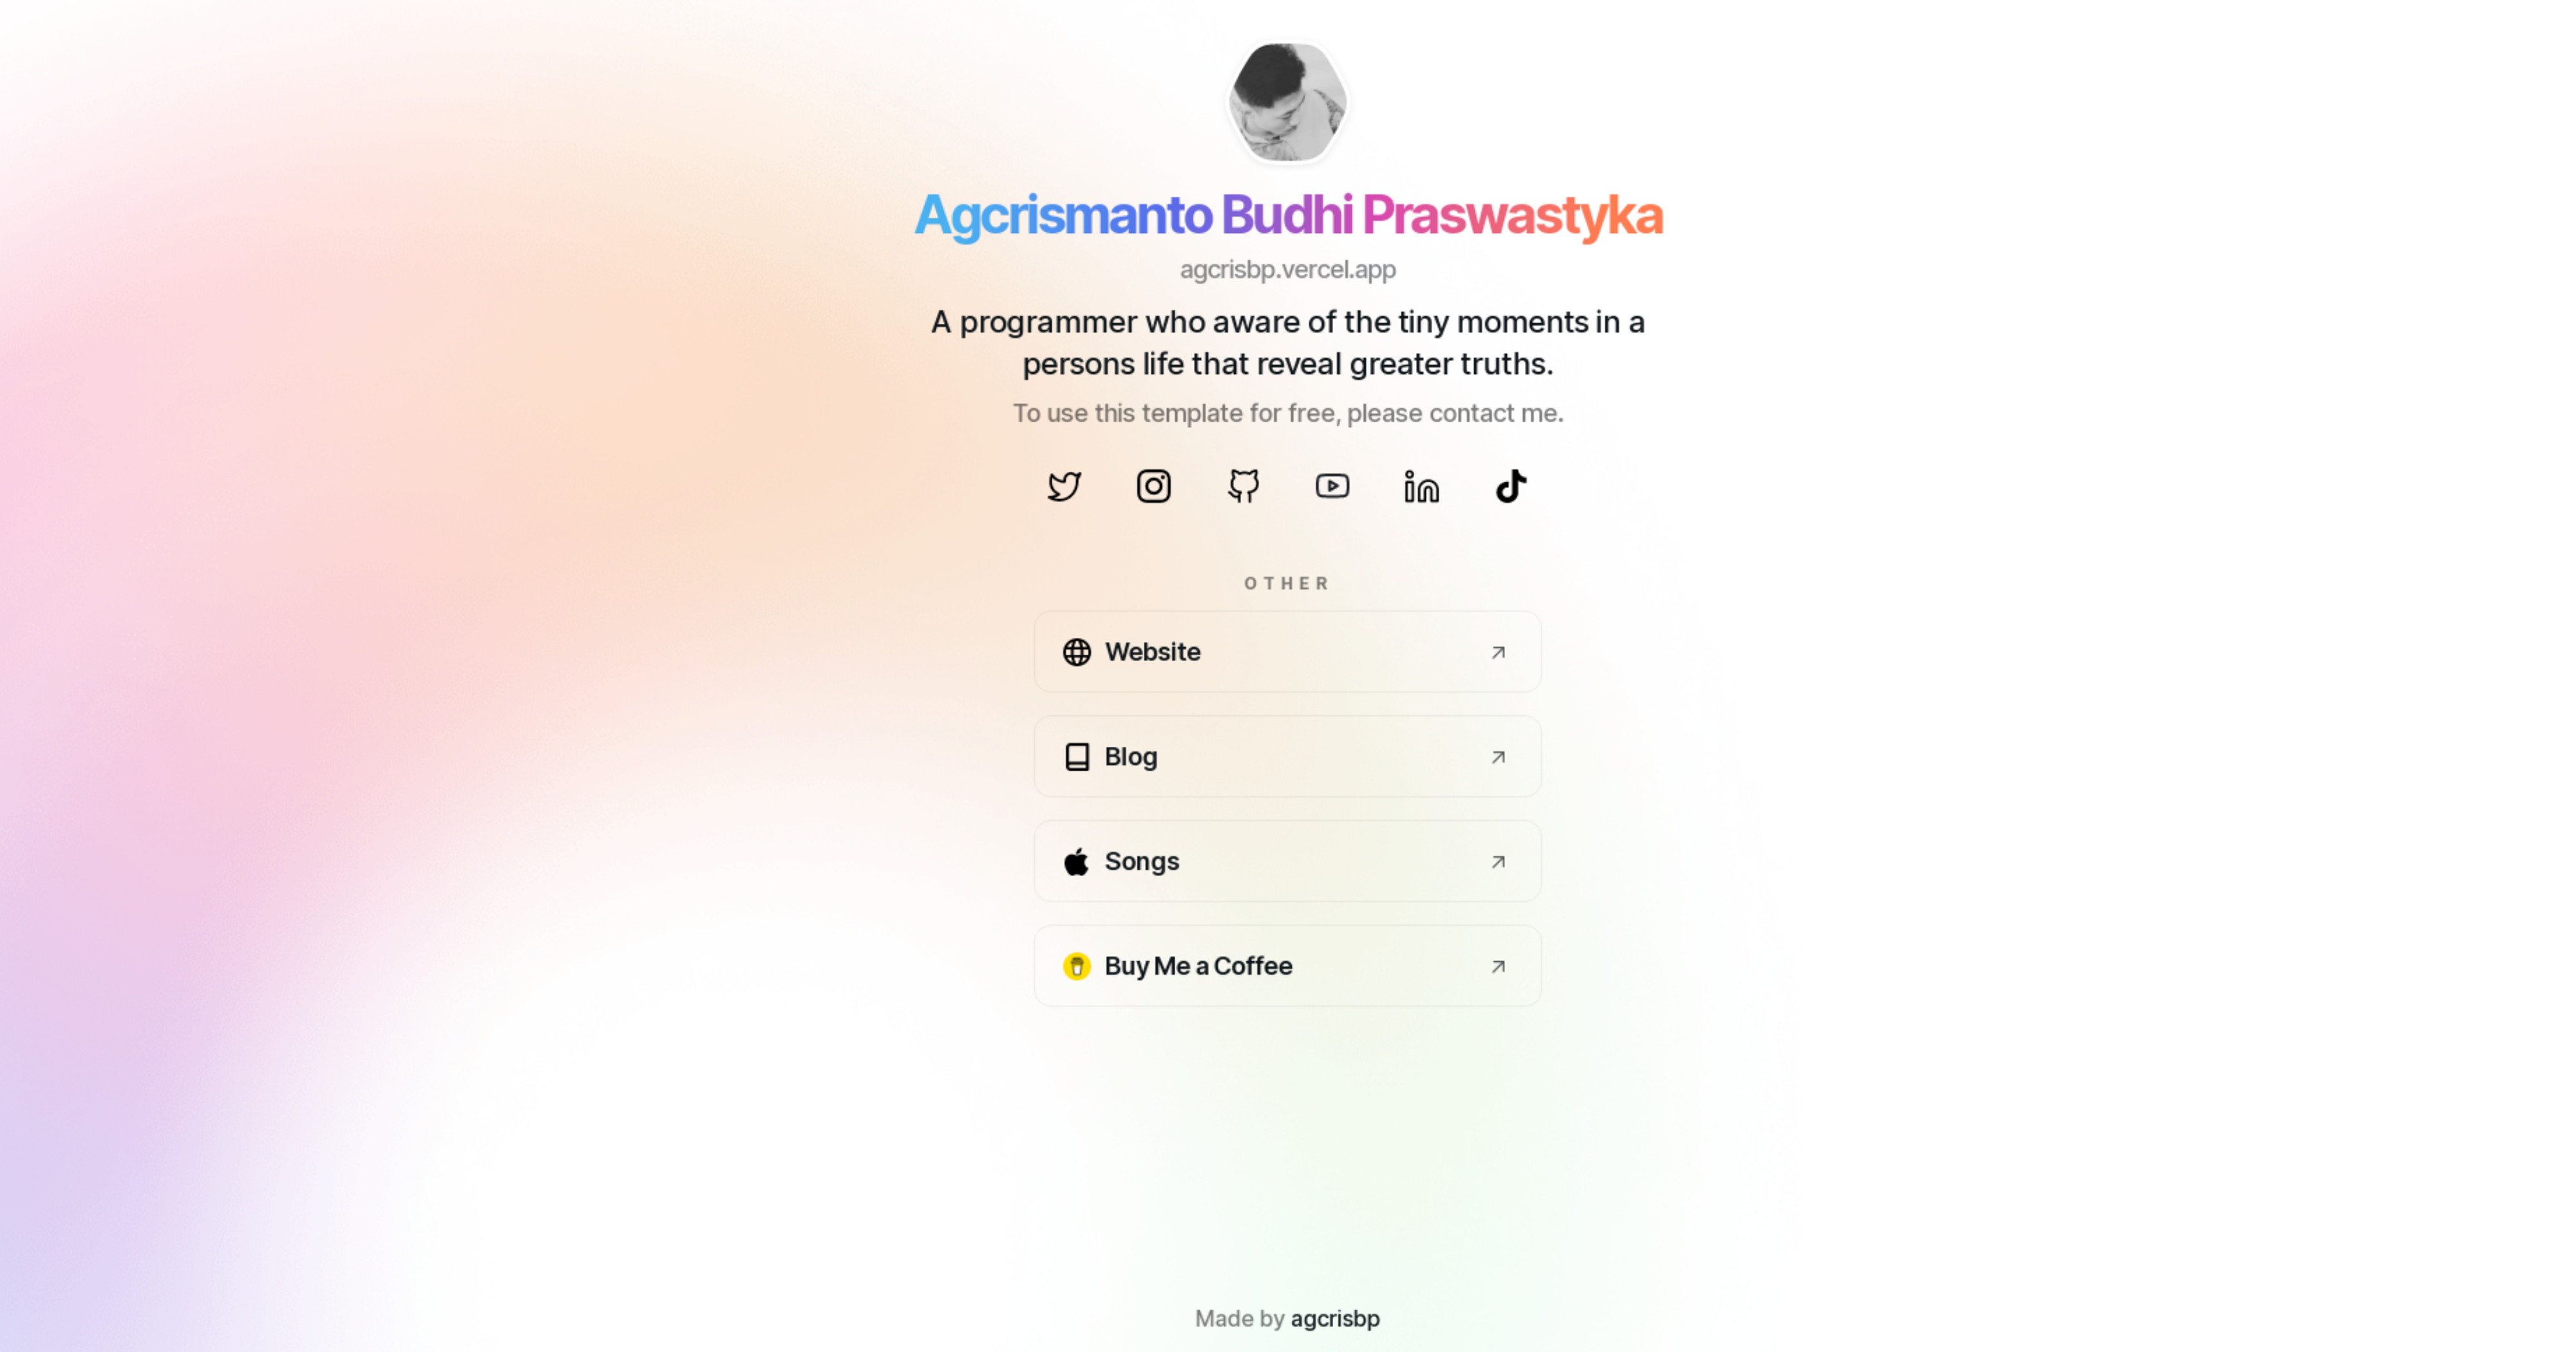 Agcrismanto Budhi Praswastyka
agcrisbp.vercel.app
A programmer who aware of the tiny moments in a
persons life that reveal greater truths.
To use this template for free, please contact me.
OTHER
Website
Blog
Songs
Buy Me a Coffee
Made by agcrisbp